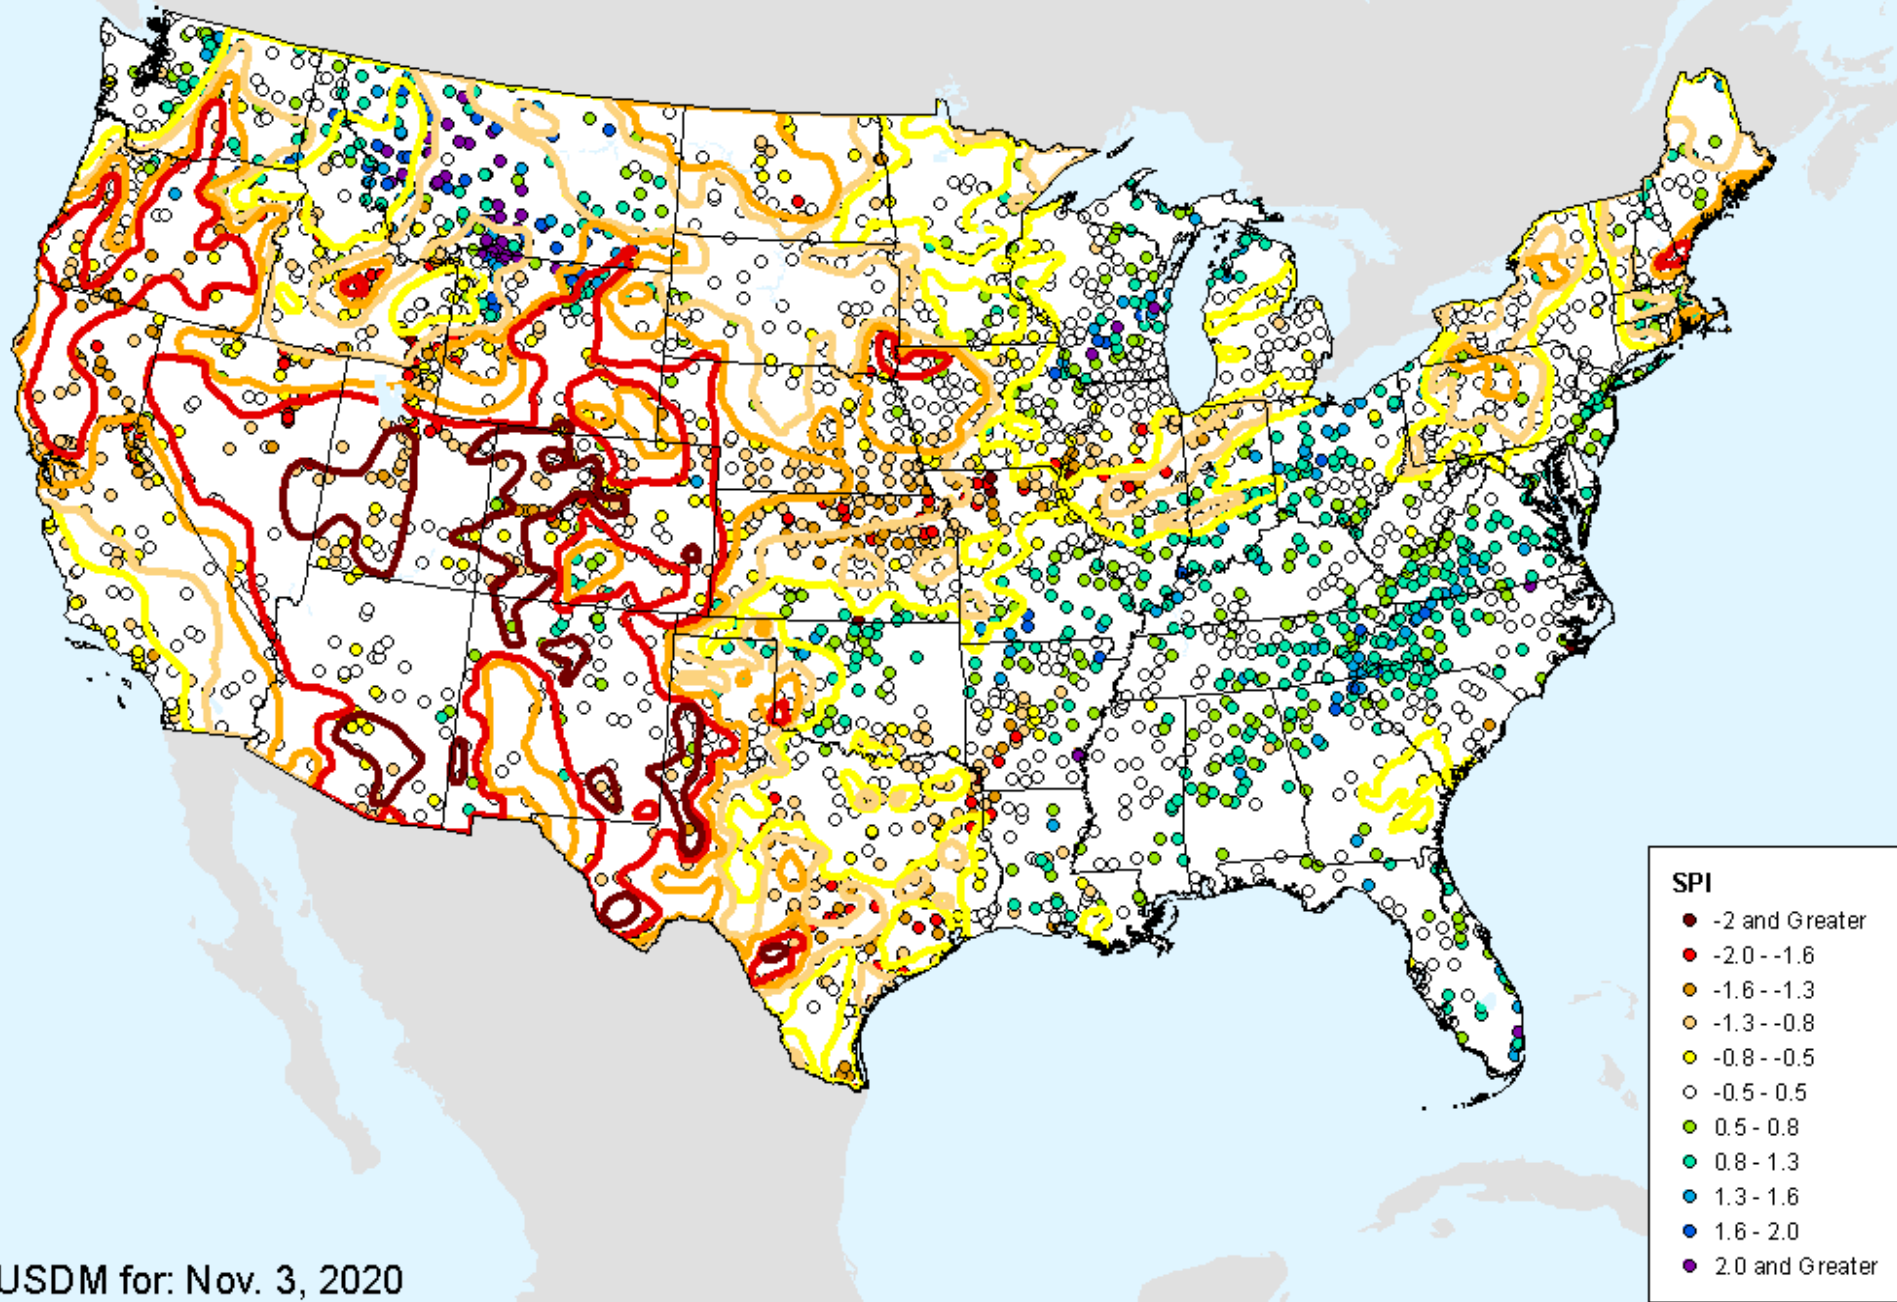 SPI
-2 and Greater
-2.0 - -1.6
-1.6 - -1.3
-1.3 - -0.8
-0.8 - -0.5
-0.5 - 0.5
0.5 - 0.8
0.8 - 1.3
1.3 - 1.6
1.6 - 2.0
2.0 and Greater
USDM for: Nov. 3, 2020